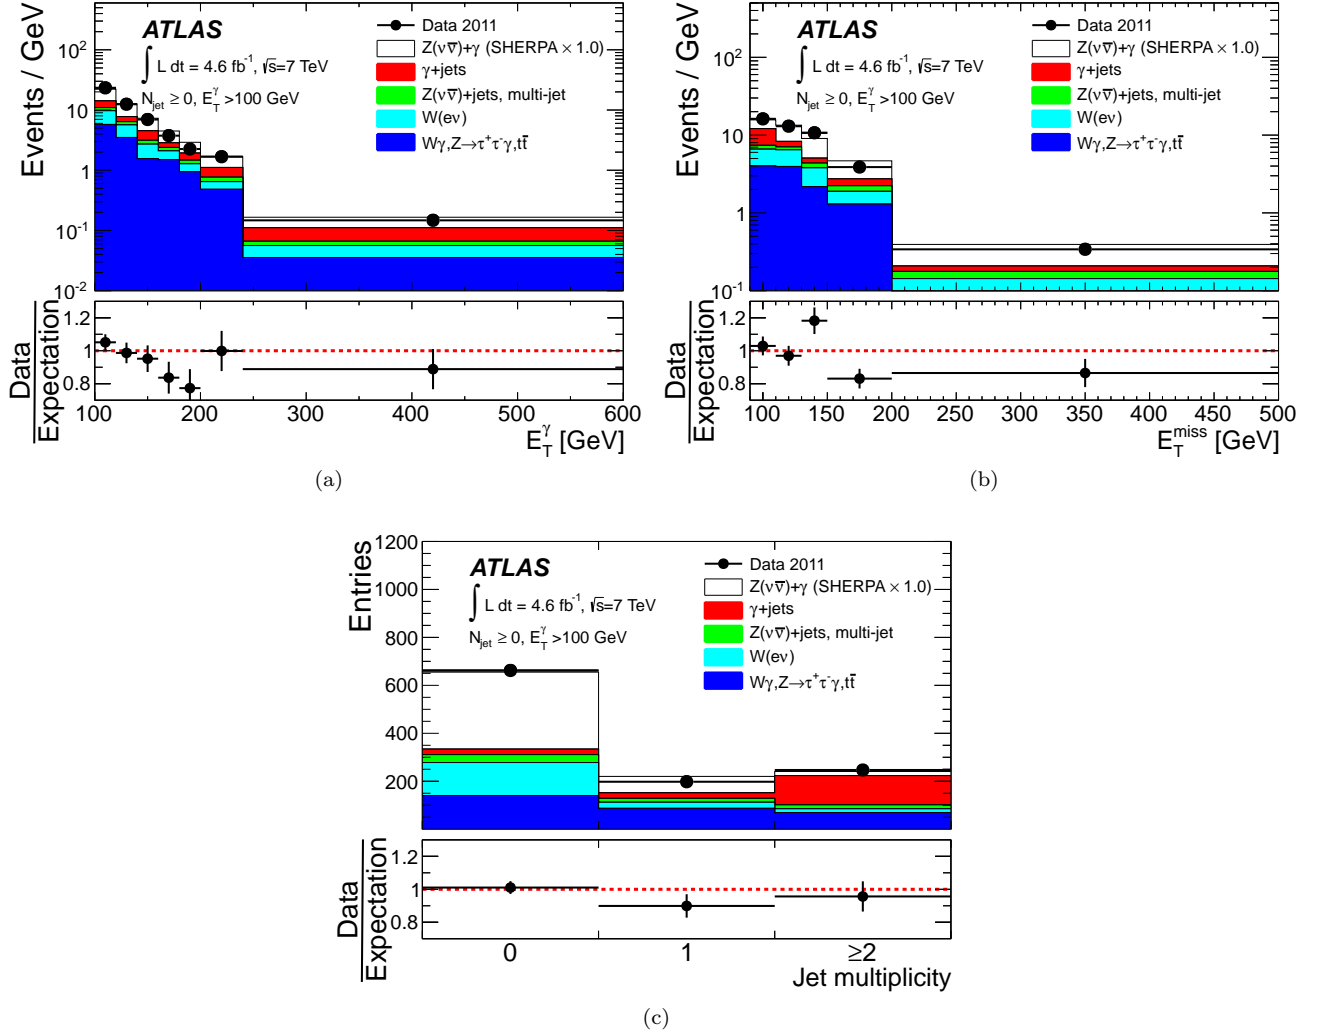 Events / GeV
10²
10
1
10⁻¹
10⁻²
ATLAS
∫ L dt = 4.6 fb⁻¹, √s=7 TeV
N_jet ≥ 0, E_T^γ >100 GeV
Data 2011
Z(νν̅)+γ (SHERPA × 1.0)
γ+jets
Z(νν̅)+jets, multi-jet
W(eν)
Wγ,Z→τ⁺τ⁻γ,tt̅
Data
Expectation
1.2
1
0.8
100 200 300 400 500 600
E_T^γ [GeV]
(a)
Events / GeV
10²
10
1
10⁻¹
ATLAS
∫ L dt = 4.6 fb⁻¹, √s=7 TeV
N_jet ≥ 0, E_T^γ >100 GeV
Data 2011
Z(νν̅)+γ (SHERPA × 1.0)
γ+jets
Z(νν̅)+jets, multi-jet
W(eν)
Wγ,Z→τ⁺τ⁻γ,tt̅
Data
Expectation
1.2
1
0.8
100 150 200 250 300 350 400 450 500
E_T^miss [GeV]
(b)
Entries
1200
1000
800
600
400
200
ATLAS
∫ L dt = 4.6 fb⁻¹, √s=7 TeV
N_jet ≥ 0, E_T^γ >100 GeV
Data 2011
Z(νν̅)+γ (SHERPA × 1.0)
γ+jets
Z(νν̅)+jets, multi-jet
W(eν)
Wγ,Z→τ⁺τ⁻γ,tt̅
Data
Expectation
1.2
1
0.8
0 1 ≥2
Jet multiplicity
(c)